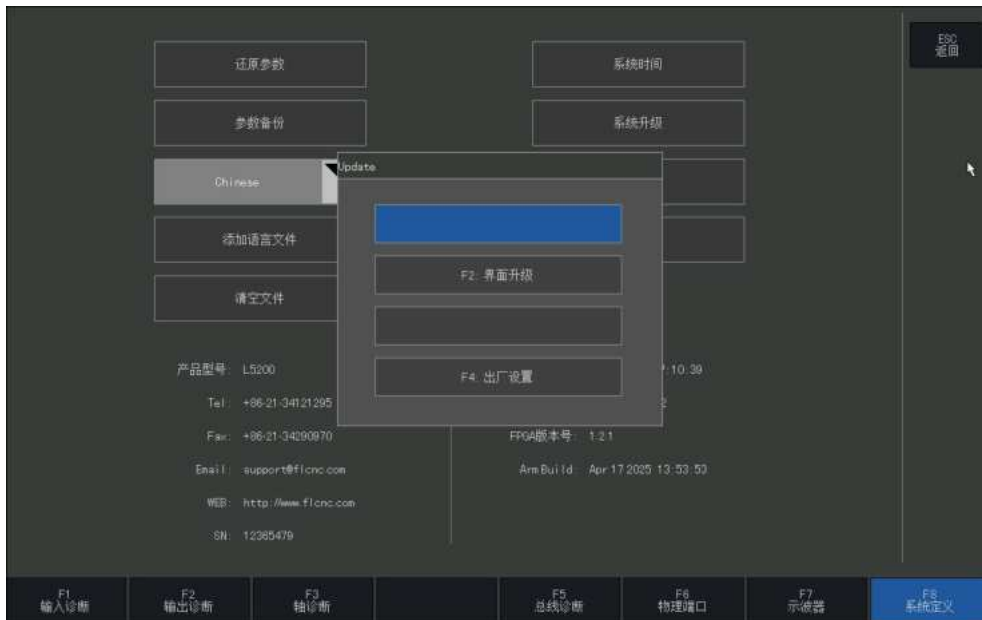 还原参数
系统时间
ESC
返回
参数备份
系统升级
Update
Chinese
添加语言文件
F2: 界面升级
清空文件
F4: 出厂设置
产品型号: L5200
:10:39
Tel: +86-21-34121295
Fax: +86-21-34290970
FPGA版本号: 1.2.1
Email: support@flcnc.com
Arm Build: Apr 17 2025 13:53:53
WEB: http://www.flcnc.com
SN: 12365479
F1
输入诊断
F2
输出诊断
F3
轴诊断
F5
总线诊断
F6
物理端口
F7
示波器
F8
系统定义